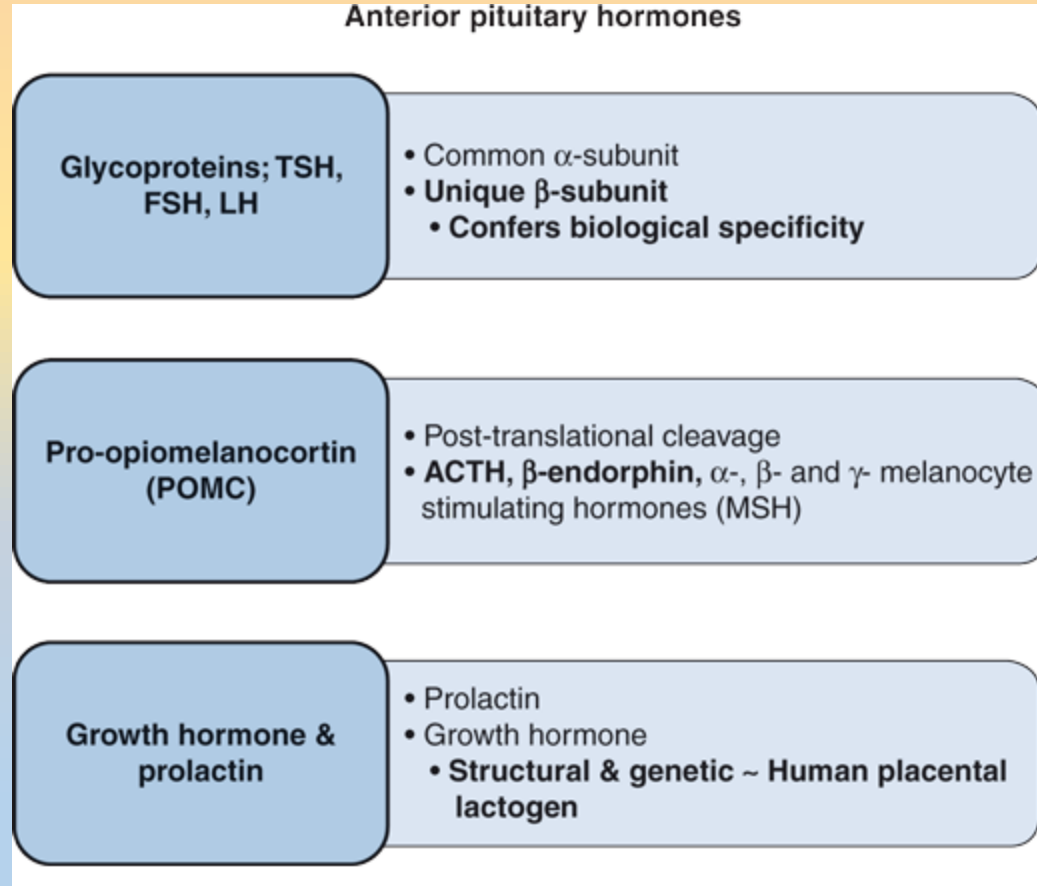 Anterior pituitary hormones
Glycoproteins; TSH,
FSH, LH
• Common α-subunit
• Unique β-subunit
• Confers biological specificity
Pro-opiomelanocortin
(POMC)
• Post-translational cleavage
• ACTH, β-endorphin, α-, β- and γ- melanocyte
stimulating hormones (MSH)
Growth hormone &
prolactin
• Prolactin
• Growth hormone
• Structural & genetic ~ Human placental
lactogen